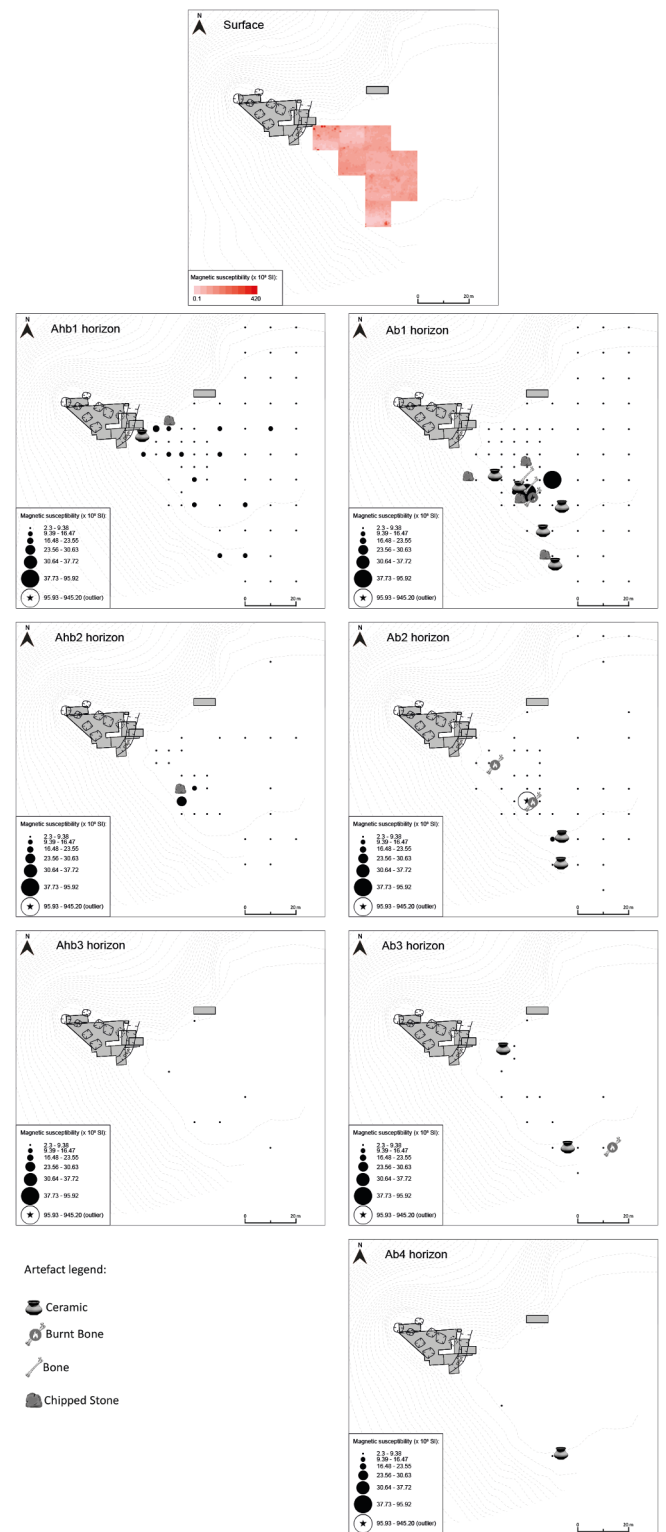 N
Surface
Magnetic susceptibility (x 10⁶ SI):
0.1 420
0 20 m
N
Ahb1 horizon
Magnetic susceptibility (x 10⁶ SI):
2.3 - 9.38
9.39 - 16.47
16.48 - 23.55
23.56 - 30.63
30.64 - 37.72
37.73 - 95.92
95.93 - 945.20 (outlier)
0 20 m
N
Ab1 horizon
Magnetic susceptibility (x 10⁶ SI):
2.3 - 9.38
9.39 - 16.47
16.48 - 23.55
23.56 - 30.63
30.64 - 37.72
37.73 - 95.92
95.93 - 945.20 (outlier)
0 20 m
N
Ahb2 horizon
Magnetic susceptibility (x 10⁶ SI):
2.3 - 9.38
9.39 - 16.47
16.48 - 23.55
23.56 - 30.63
30.64 - 37.72
37.73 - 95.92
95.93 - 945.20 (outlier)
0 20 m
N
Ab2 horizon
Magnetic susceptibility (x 10⁶ SI):
2.3 - 9.38
9.39 - 16.47
16.48 - 23.55
23.56 - 30.63
30.64 - 37.72
37.73 - 95.92
95.93 - 945.20 (outlier)
0 20 m
N
Ahb3 horizon
Magnetic susceptibility (x 10⁶ SI):
2.3 - 9.38
9.39 - 16.47
16.48 - 23.55
23.56 - 30.63
30.64 - 37.72
37.73 - 95.92
95.93 - 945.20 (outlier)
0 20 m
N
Ab3 horizon
Magnetic susceptibility (x 10⁶ SI):
2.3 - 9.38
9.39 - 16.47
16.48 - 23.55
23.56 - 30.63
30.64 - 37.72
37.73 - 95.92
95.93 - 945.20 (outlier)
0 20 m
Artefact legend:
Ceramic
Burnt Bone
Bone
Chipped Stone
N
Ab4 horizon
Magnetic susceptibility (x 10⁶ SI):
2.3 - 9.38
9.39 - 16.47
16.48 - 23.55
23.56 - 30.63
30.64 - 37.72
37.73 - 95.92
95.93 - 945.20 (outlier)
0 20 m